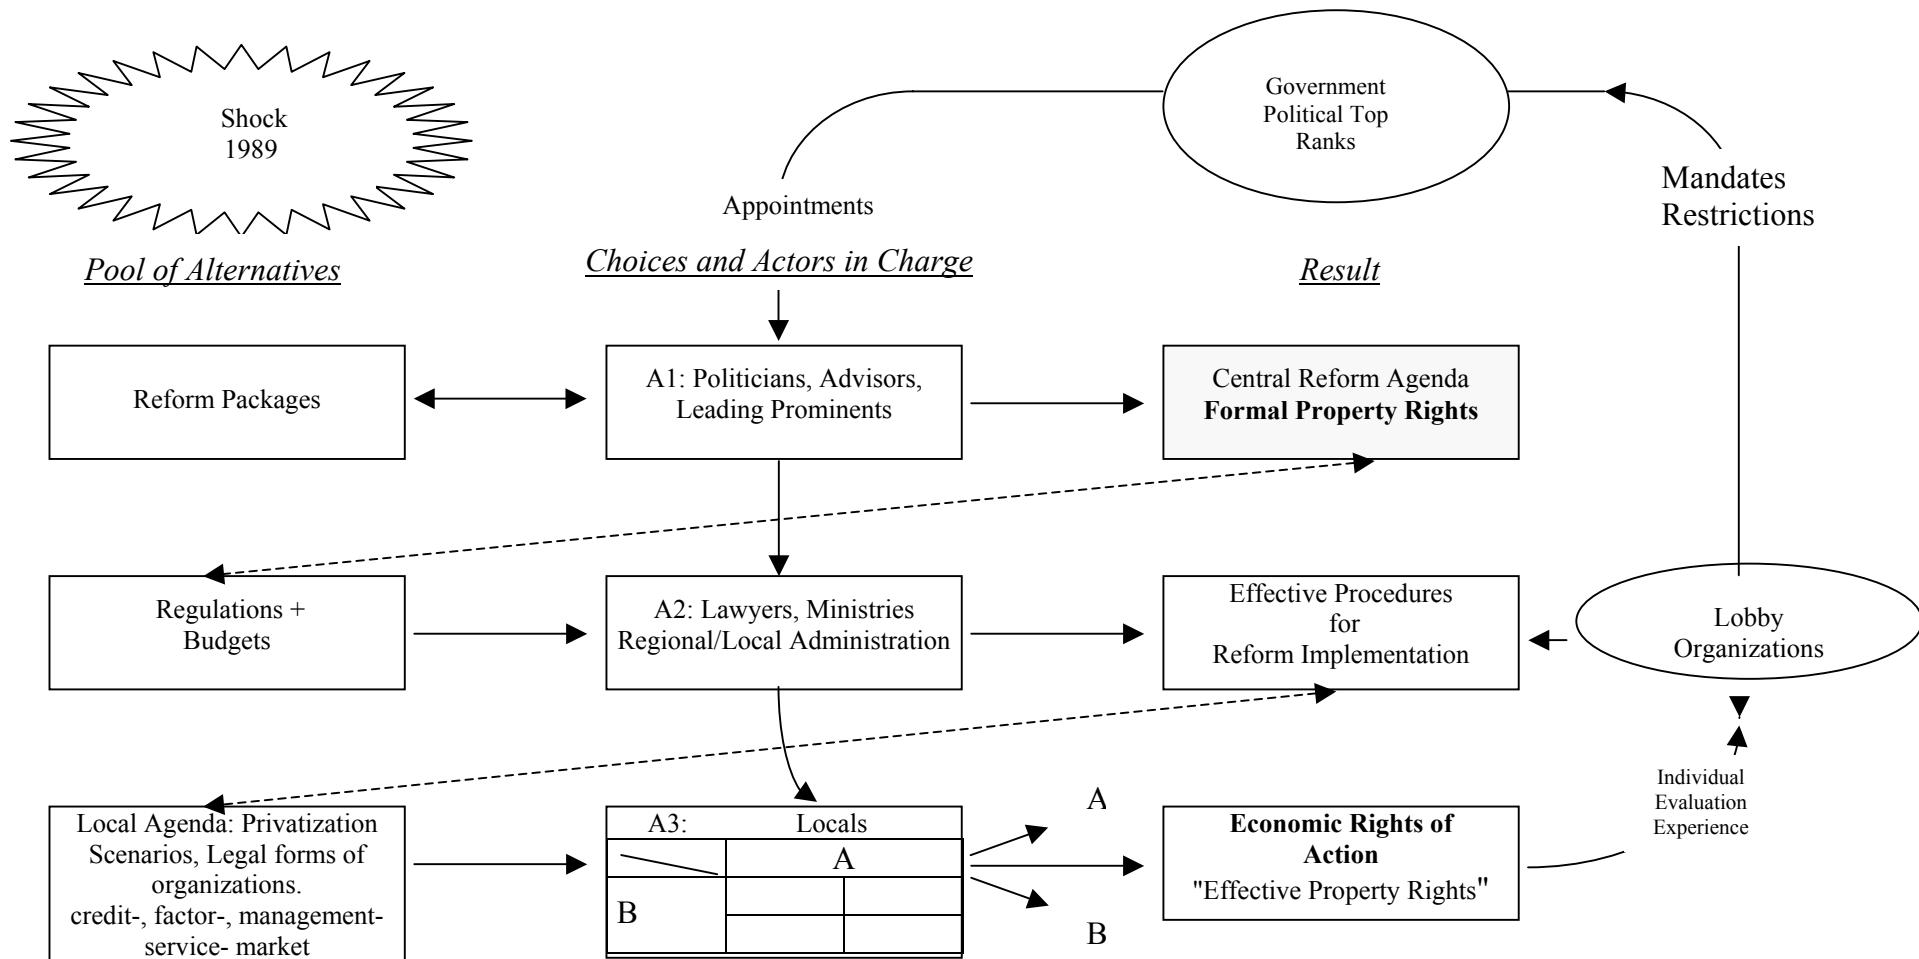 Shock
1989
Government
Political Top
Ranks
Mandates
Restrictions
Appointments
Pool of Alternatives
Choices and Actors in Charge
Result
Reform Packages
A1: Politicians, Advisors,
Leading Prominents
Central Reform Agenda
Formal Property Rights
Regulations +
Budgets
A2: Lawyers, Ministries
Regional/Local Administration
Effective Procedures
for
Reform Implementation
Lobby
Organizations
Individual
Evaluation
Experience
Local Agenda: Privatization
Scenarios, Legal forms of
organizations.
credit-, factor-, management-
service- market
A3: Locals
A
B
A
B
Economic Rights of
Action
"Effective Property Rights"